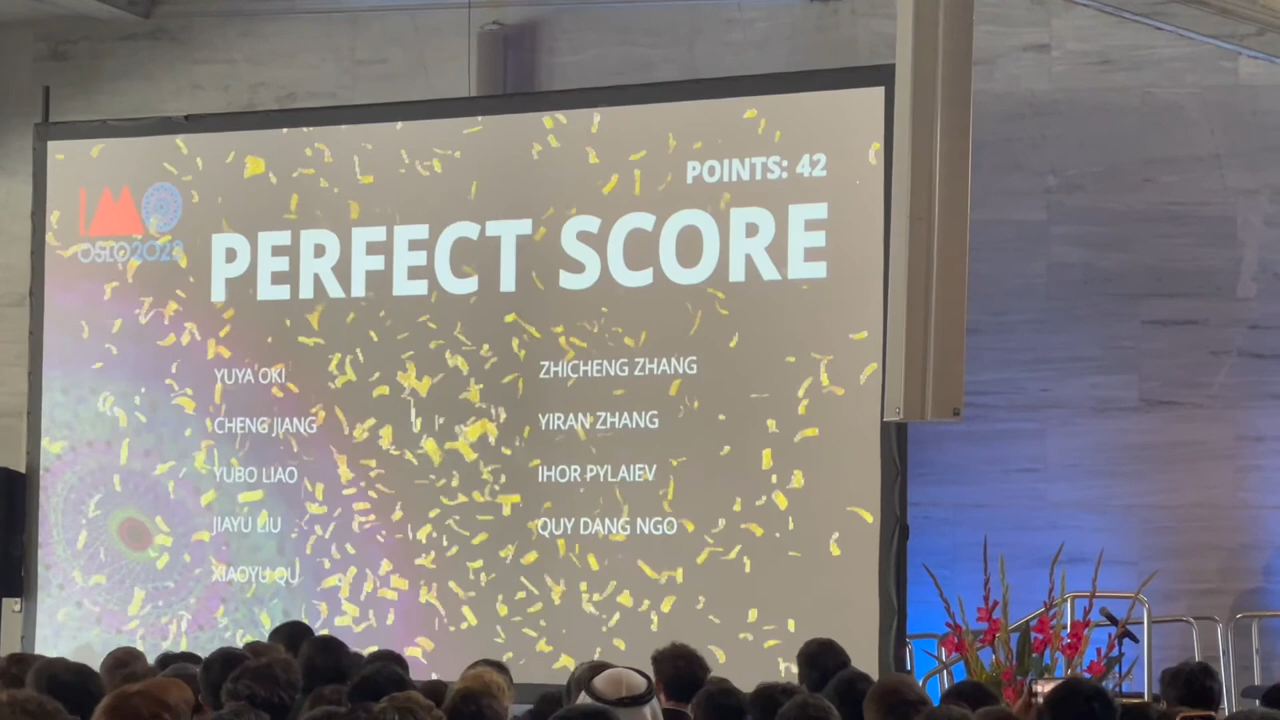 POINTS: 42
IMO
OSLO2022
PERFECT SCORE
YUYA OKI
CHENG JIANG
YUBO LIAO
JIAYU LIU
XIAOYU QU
ZHICHENG ZHANG
YIRAN ZHANG
IHOR PYLAIEV
QUY DANG NGO